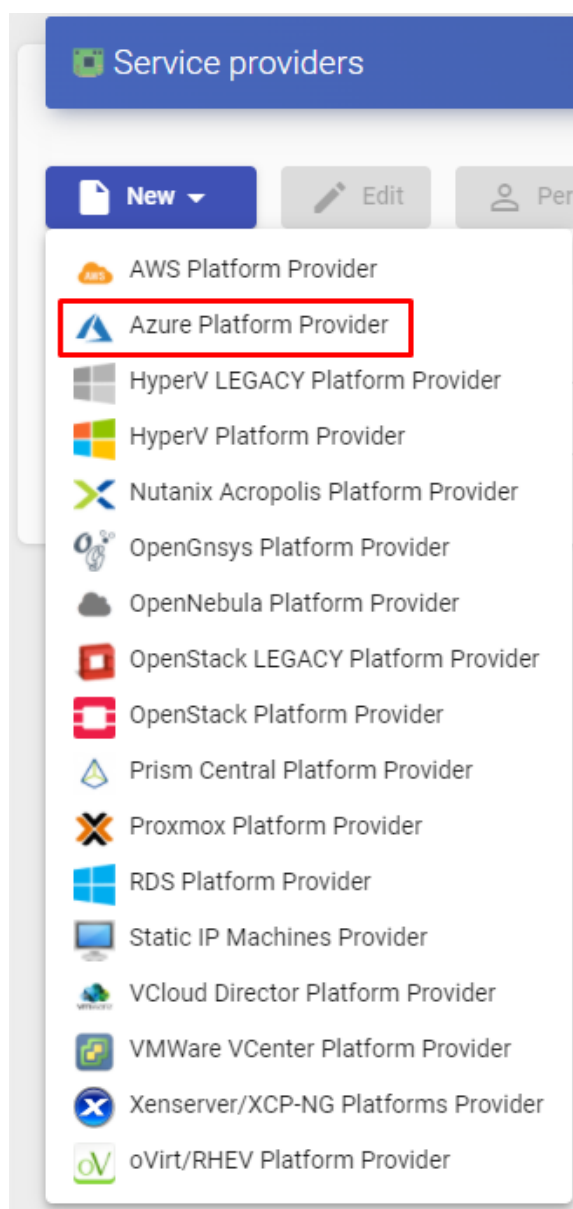 Service providers
New
Edit
Per
AWS Platform Provider
Azure Platform Provider
HyperV LEGACY Platform Provider
HyperV Platform Provider
Nutanix Acropolis Platform Provider
OpenGnsys Platform Provider
OpenNebula Platform Provider
OpenStack LEGACY Platform Provider
OpenStack Platform Provider
Prism Central Platform Provider
Proxmox Platform Provider
RDS Platform Provider
Static IP Machines Provider
VCloud Director Platform Provider
VMWare VCenter Platform Provider
Xenserver/XCP-NG Platforms Provider
oVirt/RHEV Platform Provider